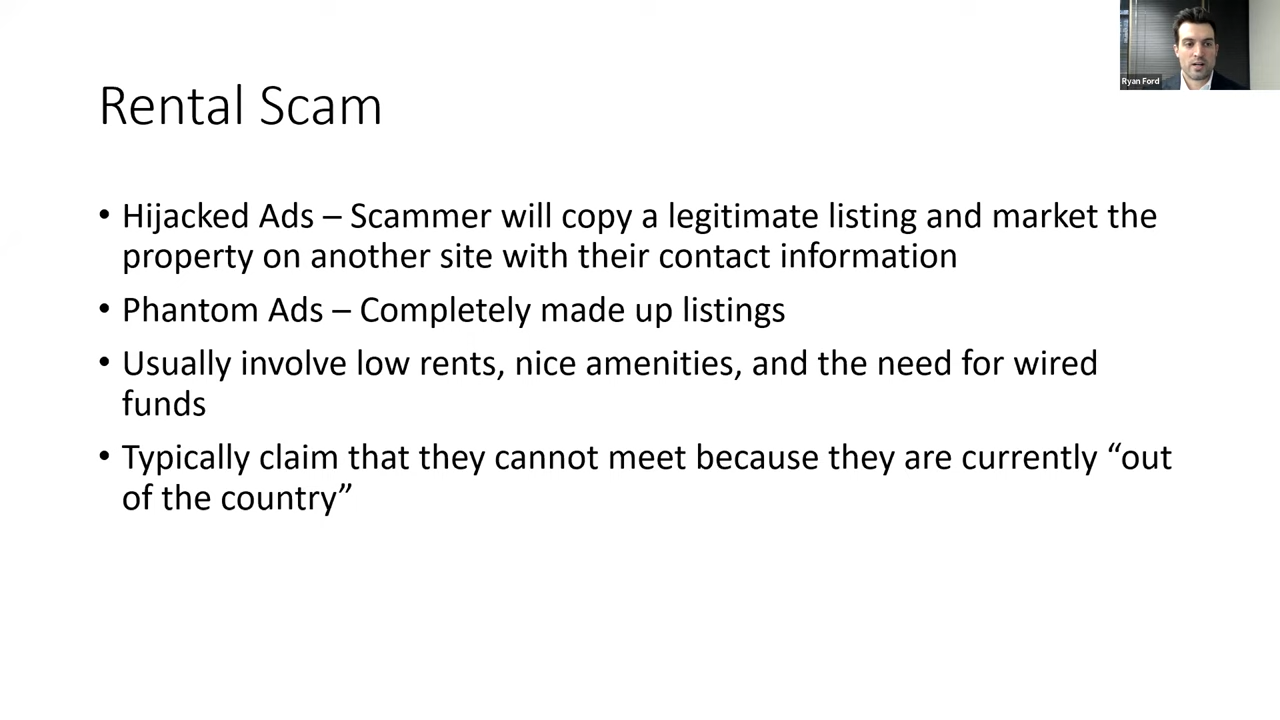 Ryan Ford
Rental Scam
• Hijacked Ads – Scammer will copy a legitimate listing and market the
property on another site with their contact information
• Phantom Ads – Completely made up listings
• Usually involve low rents, nice amenities, and the need for wired
funds
• Typically claim that they cannot meet because they are currently “out
of the country”